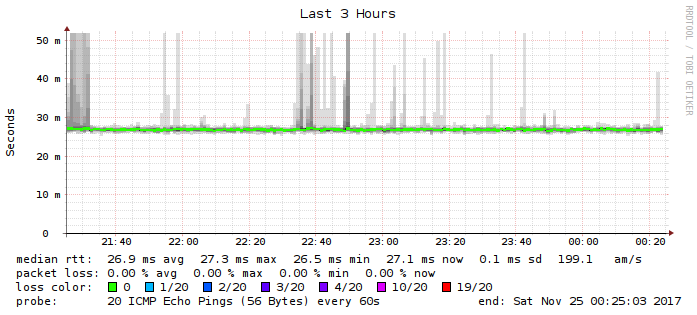 Last 3 Hours
RRDTOOL / TOBI OETIKER
Seconds
50 m
40 m
30 m
20 m
10 m
0
21:40 22:00 22:20 22:40 23:00 23:20 23:40 00:00 00:20
median rtt: 26.9 ms avg 27.3 ms max 26.5 ms min 27.1 ms now 0.1 ms sd 199.1 am/s
packet loss: 0.00 % avg 0.00 % max 0.00 % min 0.00 % now
loss color: 0 1/20 2/20 3/20 4/20 10/20 19/20
probe: 20 ICMP Echo Pings (56 Bytes) every 60s end: Sat Nov 25 00:25:03 2017